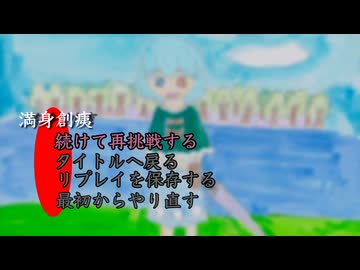 満身創痍
続けて再挑戦する
タイトルへ戻る
リプレイを保存する
最初からやり直す